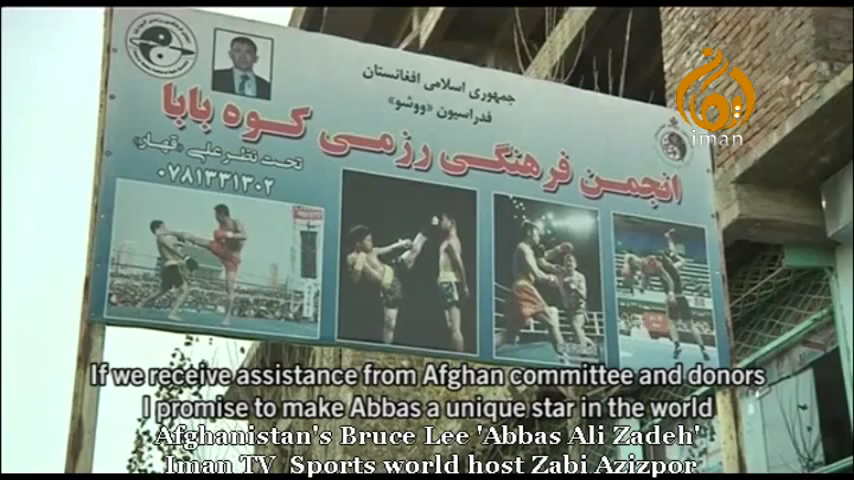 جمهوری اسلامی افغانستان
فدراسیون «ووشو»
انجمن فرهنگی رزمی کوه بابا
تحت نظر علی «قهار»
۰۷۸۱۳۳۱۳۰۲
iman
If we receive assistance from Afghan committee and donors
I promise to make Abbas a unique star in the world
Afghanistan's Bruce Lee 'Abbas Ali Zadeh'
Iman TV Sports world host Zabi Azizpor